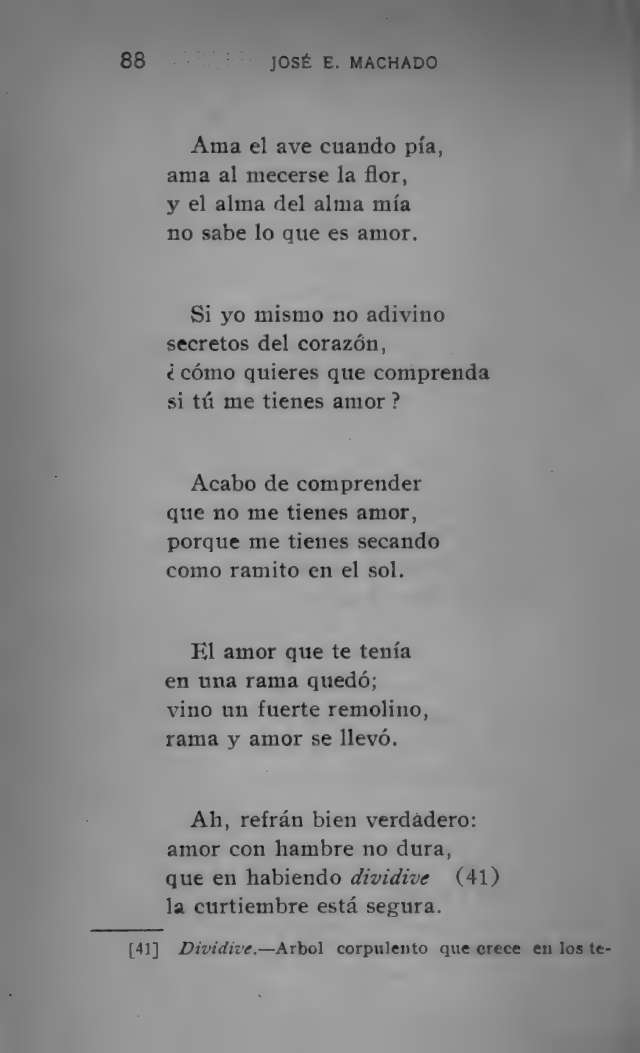 88 JOSÉ E. MACHADO
Ama el ave cuando pía,
ama al mecerse la flor,
y el alma del alma mía
no sabe lo que es amor.
Si yo mismo no adivino
secretos del corazón,
¿cómo quieres que comprenda
si tú me tienes amor?
Acabo de comprender
que no me tienes amor,
porque me tienes secando
como ramito en el sol.
El amor que te tenía
en una rama quedó;
vino un fuerte remolino,
rama y amor se llevó.
Ah, refrán bien verdadero:
amor con hambre no dura,
que en habiendo dividive (41)
la curtiembre está segura.
[41] Dividive.—Arbol corpulento que crece en los te-